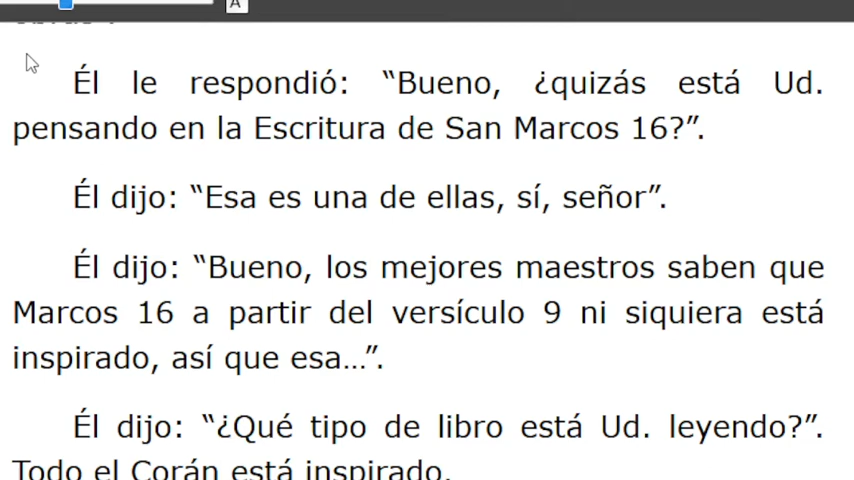 A
Él le respondió: “Bueno, ¿quizás está Ud.
pensando en la Escritura de San Marcos 16?”.
Él dijo: “Esa es una de ellas, sí, señor”.
Él dijo: “Bueno, los mejores maestros saben que
Marcos 16 a partir del versículo 9 ni siquiera está
inspirado, así que esa...”.
Él dijo: “¿Qué tipo de libro está Ud. leyendo?”.
Todo el Corán está inspirado.